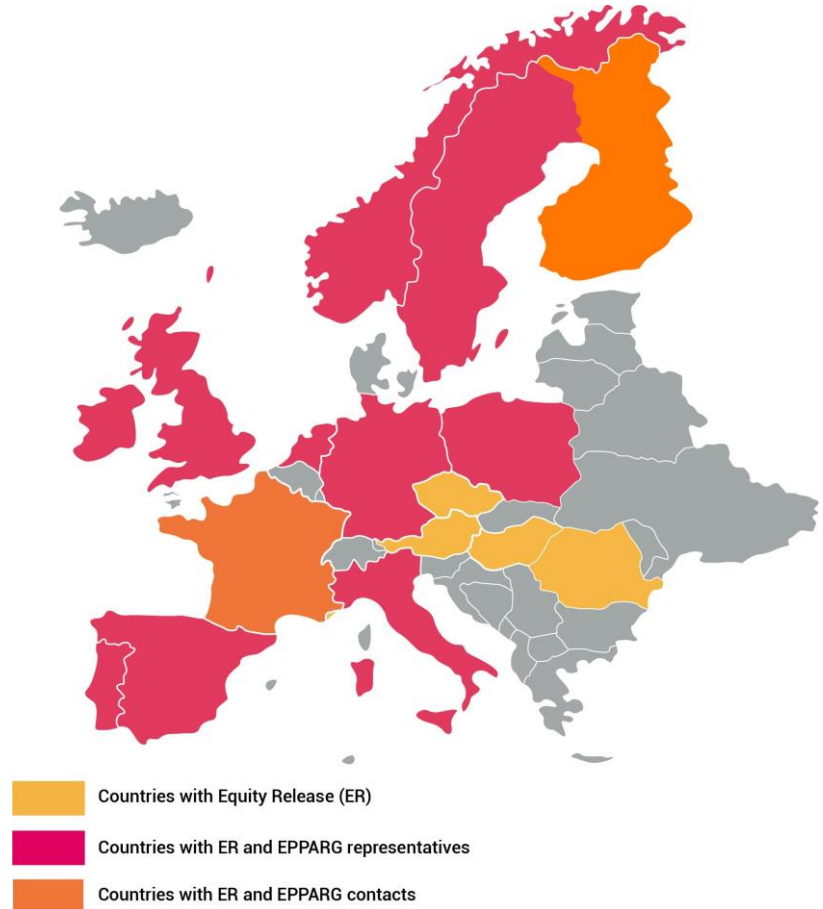 Countries with Equity Release (ER)
Countries with ER and EPPARG representatives
Countries with ER and EPPARG contacts